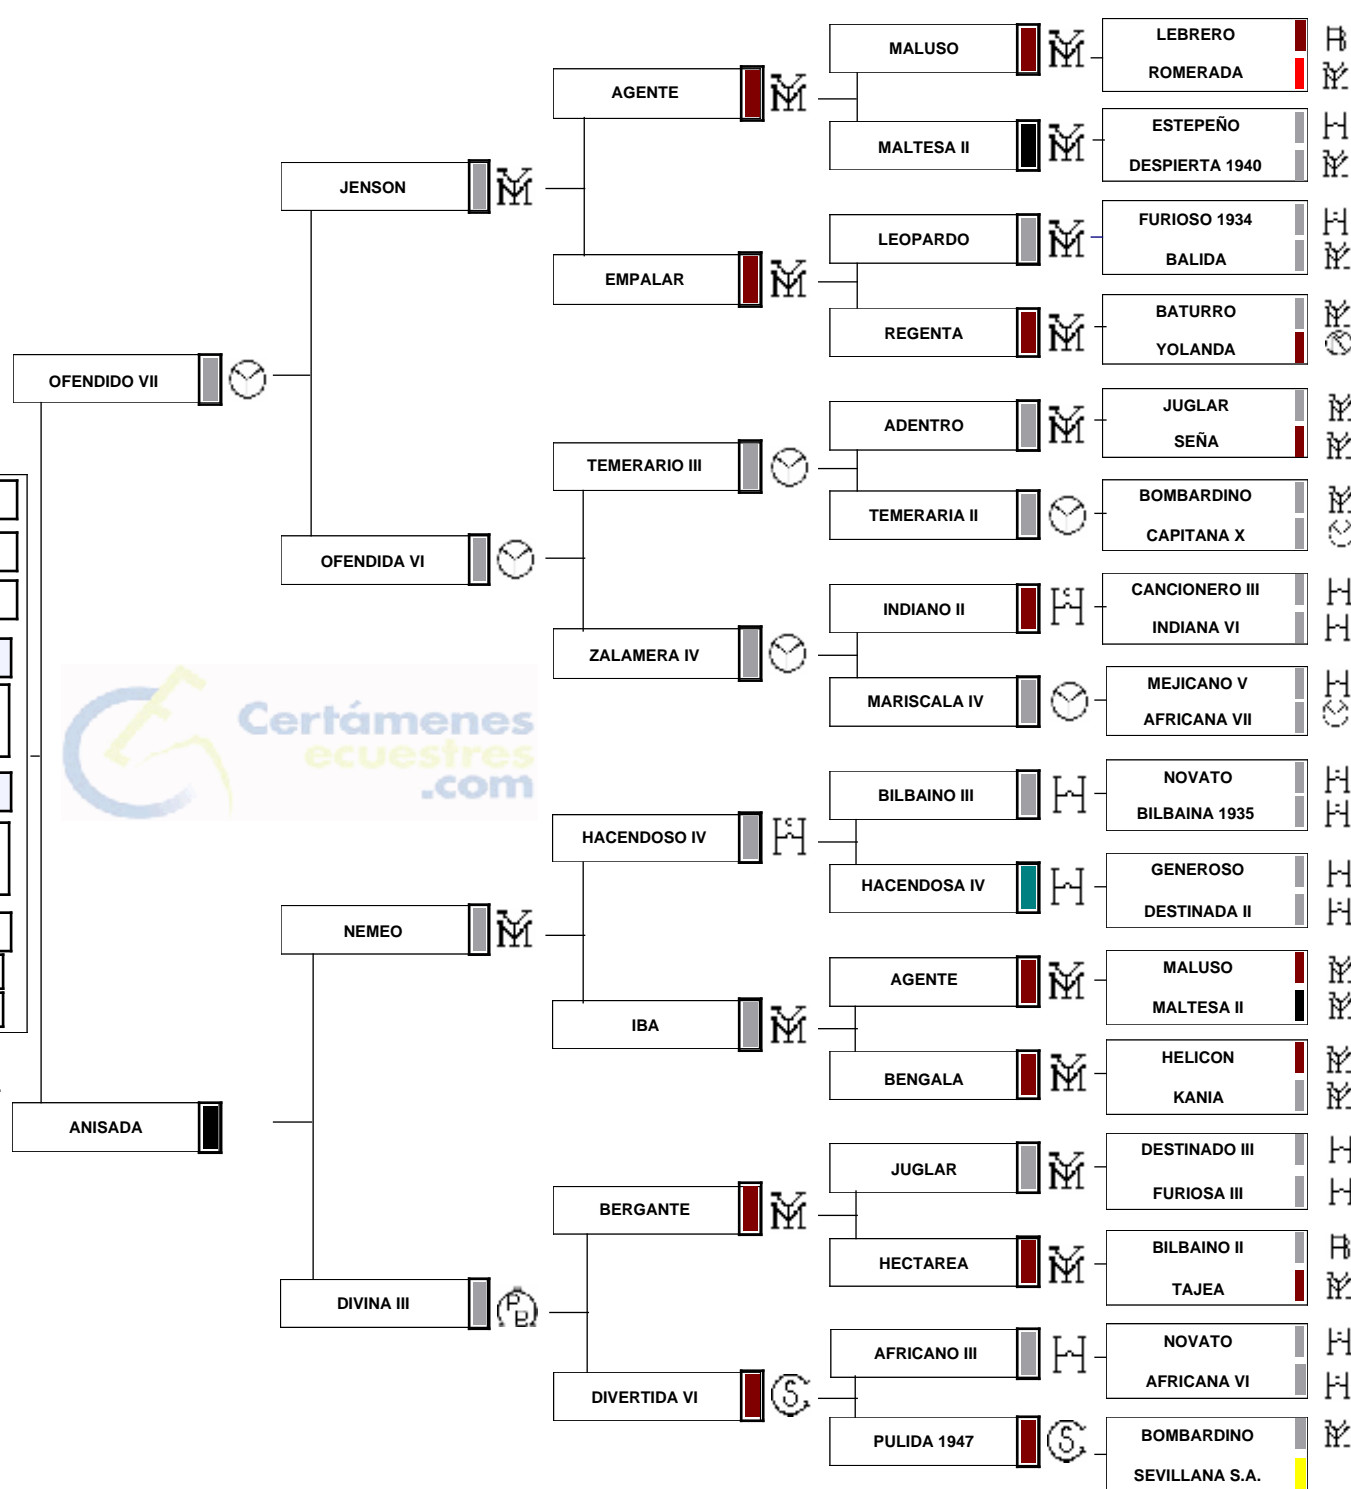 LEBRERO
MALUSO
ROMERADA
AGENTE
ESTEPEÑO
MALTESA II
DESPIERTA 1940
JENSON
FURIOSO 1934
LEOPARDO
BALIDA
EMPALAR
BATURRO
REGENTA
YOLANDA
OFENDIDO VII
JUGLAR
ADENTRO
SEÑA
TEMERARIO III
BOMBARDINO
TEMERARIA II
CAPITANA X
OFENDIDA VI
CANCIONERO III
INDIANO II
INDIANA VI
ZALAMERA IV
MEJICANO V
MARISCALA IV
AFRICANA VII
Certámenes
ecuestres
.com
NOVATO
BILBAINO III
BILBAINA 1935
HACENDOSO IV
GENEROSO
HACENDOSA IV
DESTINADA II
NEMEO
MALUSO
AGENTE
MALTESA II
IBA
HELICON
BENGALA
KANIA
ANISADA
DESTINADO III
JUGLAR
FURIOSA III
BERGANTE
BILBAINO II
HECTAREA
TAJEA
DIVINA III
NOVATO
AFRICANO III
AFRICANA VI
DIVERTIDA VI
BOMBARDINO
PULIDA 1947
SEVILLANA S.A.